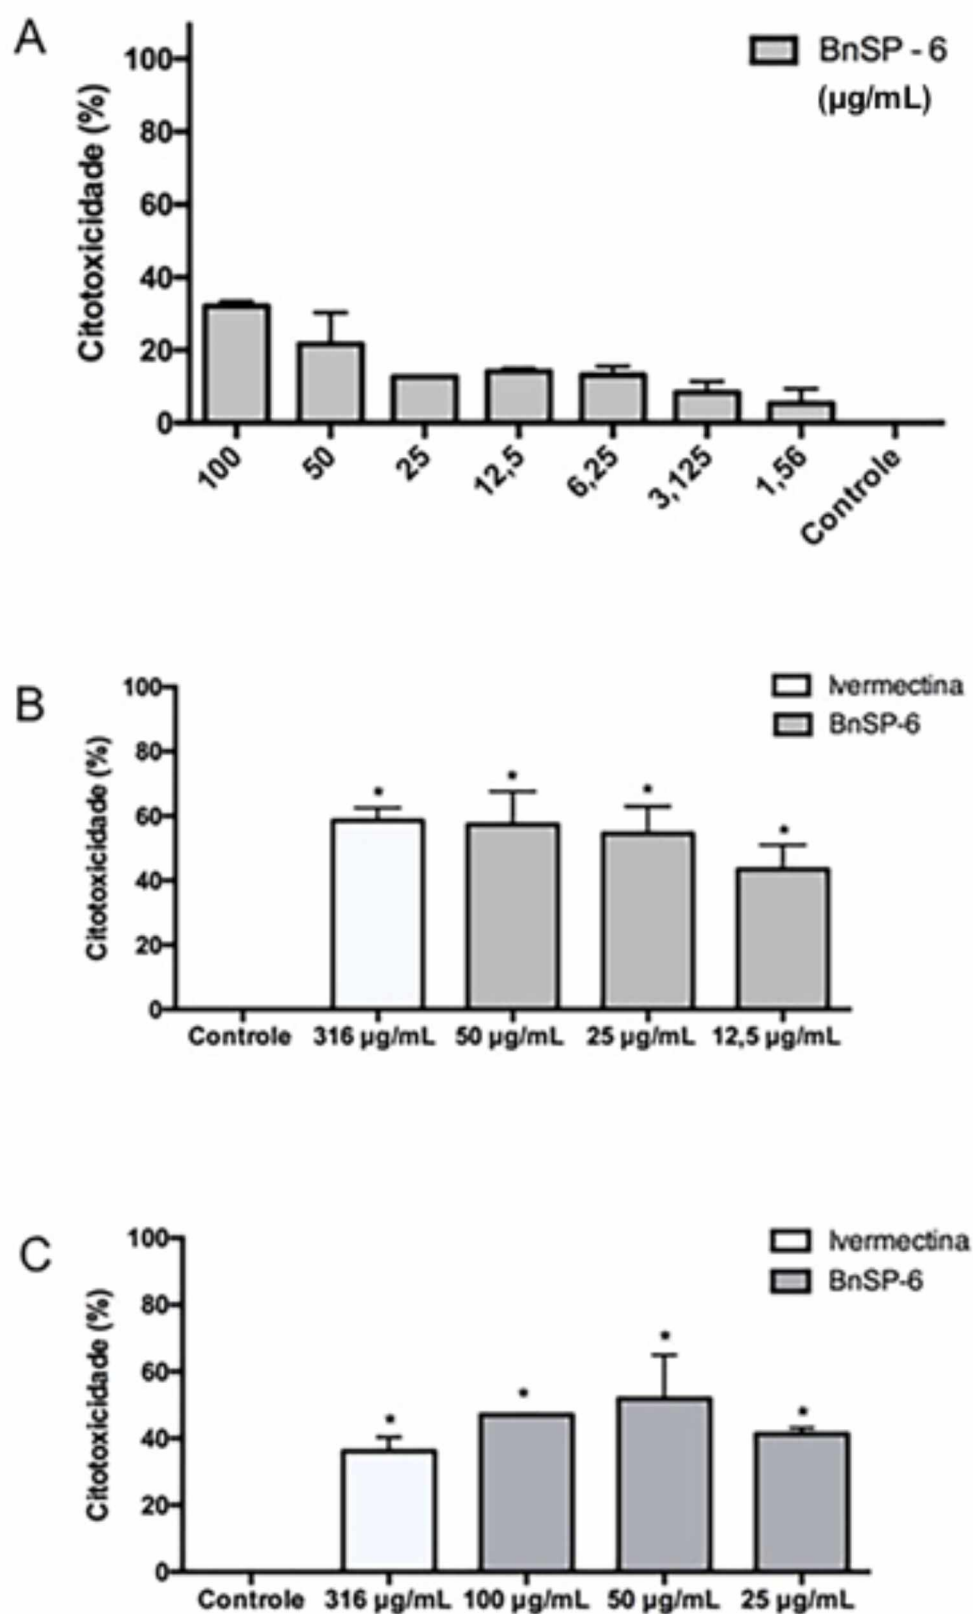 A
BnSP - 6
(µg/mL)
Citotoxicidade (%)
100
80
60
40
20
0
100 50 25 12,5 6,25 3,125 1,56 Controle
B
Ivermectina
BnSP-6
Citotoxicidade (%)
100
80
60
40
20
0
* * * *
Controle 316 µg/mL 50 µg/mL 25 µg/mL 12,5 µg/mL
C
Ivermectina
BnSP-6
Citotoxicidade (%)
100
80
60
40
20
0
* * * *
Controle 316 µg/mL 100 µg/mL 50 µg/mL 25 µg/mL